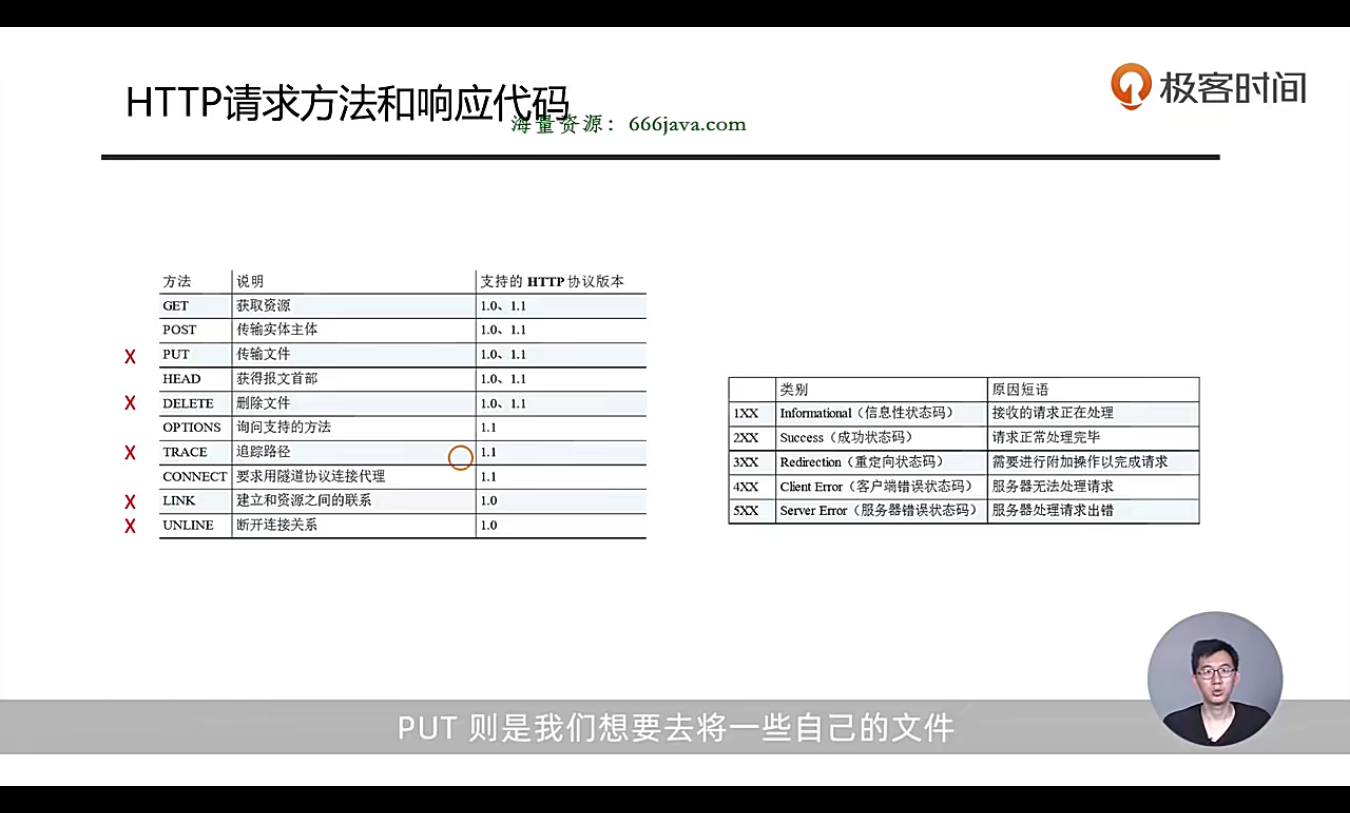 极客时间
HTTP请求方法和响应代码
海量资源：666java.com
方法 说明 支持的 HTTP 协议版本
GET 获取资源 1.0、1.1
POST 传输实体主体 1.0、1.1
X PUT 传输文件 1.0、1.1
HEAD 获得报文首部 1.0、1.1
X DELETE 删除文件 1.0、1.1
OPTIONS 询问支持的方法 1.1
X TRACE 追踪路径 1.1
CONNECT 要求用隧道协议连接代理 1.1
X LINK 建立和资源之间的联系 1.0
X UNLINE 断开连接关系 1.0
类别 原因短语
1XX Informational（信息性状态码） 接收的请求正在处理
2XX Success（成功状态码） 请求正常处理完毕
3XX Redirection（重定向状态码） 需要进行附加操作以完成请求
4XX Client Error（客户端错误状态码） 服务器无法处理请求
5XX Server Error（服务器错误状态码） 服务器处理请求出错
PUT 则是我们想要去将一些自己的文件